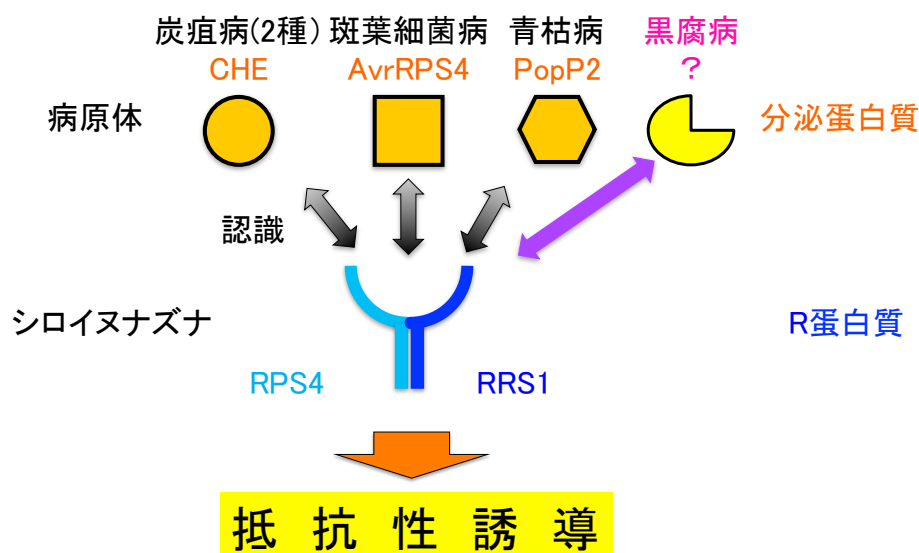 炭疽病(2種) 斑葉細菌病 青枯病 黒腐病
CHE AvrRPS4 PopP2 ?
病原体 分泌蛋白質
認識
シロイヌナズナ R蛋白質
RPS4 RRS1
抵抗性誘導